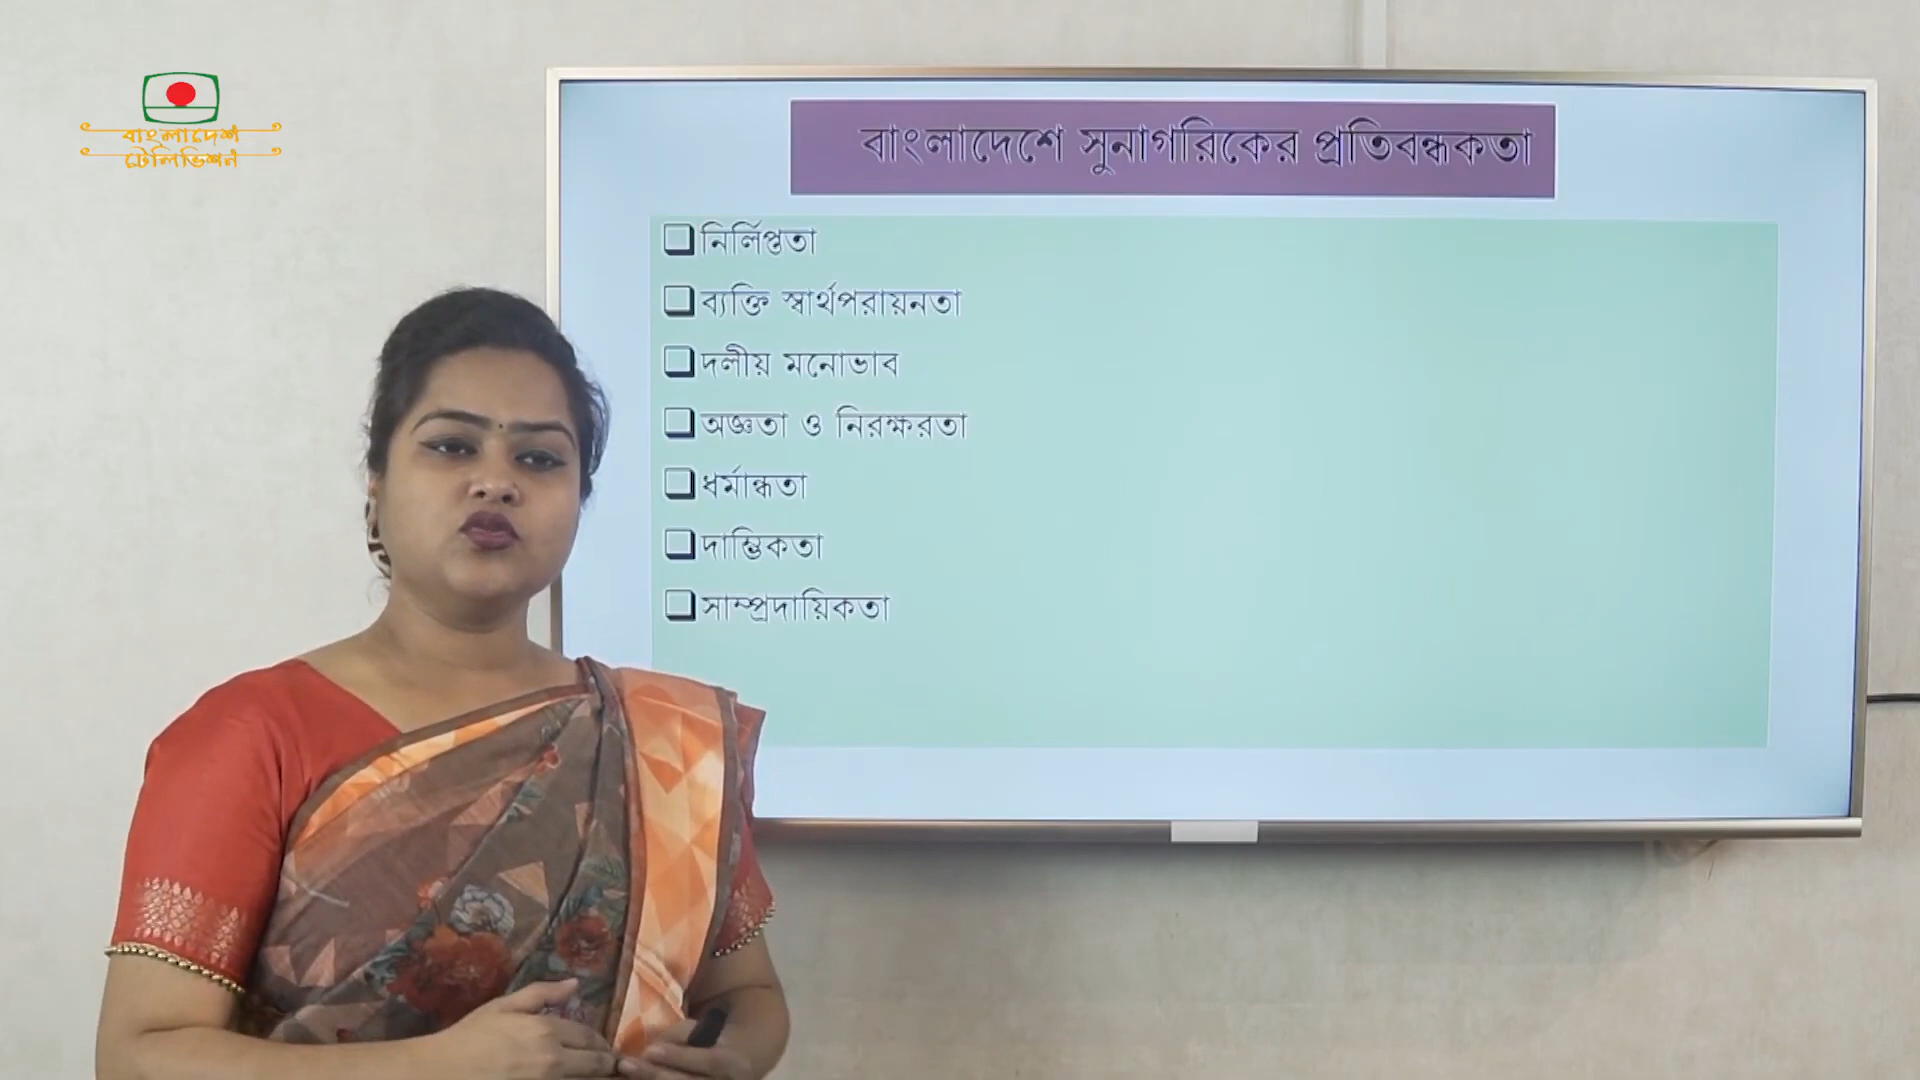 বাংলাদেশ
টেলিভিশন
বাংলাদেশে সুনাগরিকের প্রতিবন্ধকতা
নির্লিপ্ততা
ব্যক্তি স্বার্থপরায়নতা
দলীয় মনোভাব
অজ্ঞতা ও নিরক্ষরতা
ধর্মান্ধতা
দাম্ভিকতা
সাম্প্রদায়িকতা